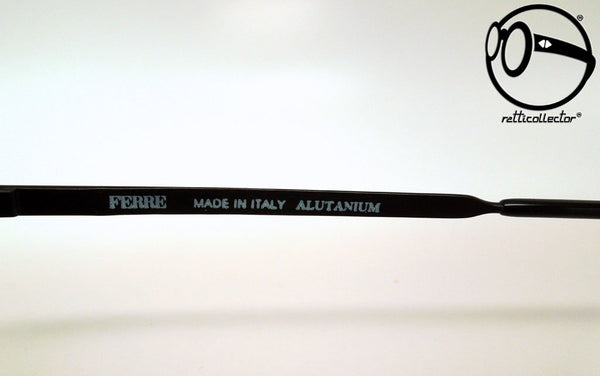 retticollector®
FERRE MADE IN ITALY ALUTANIUM